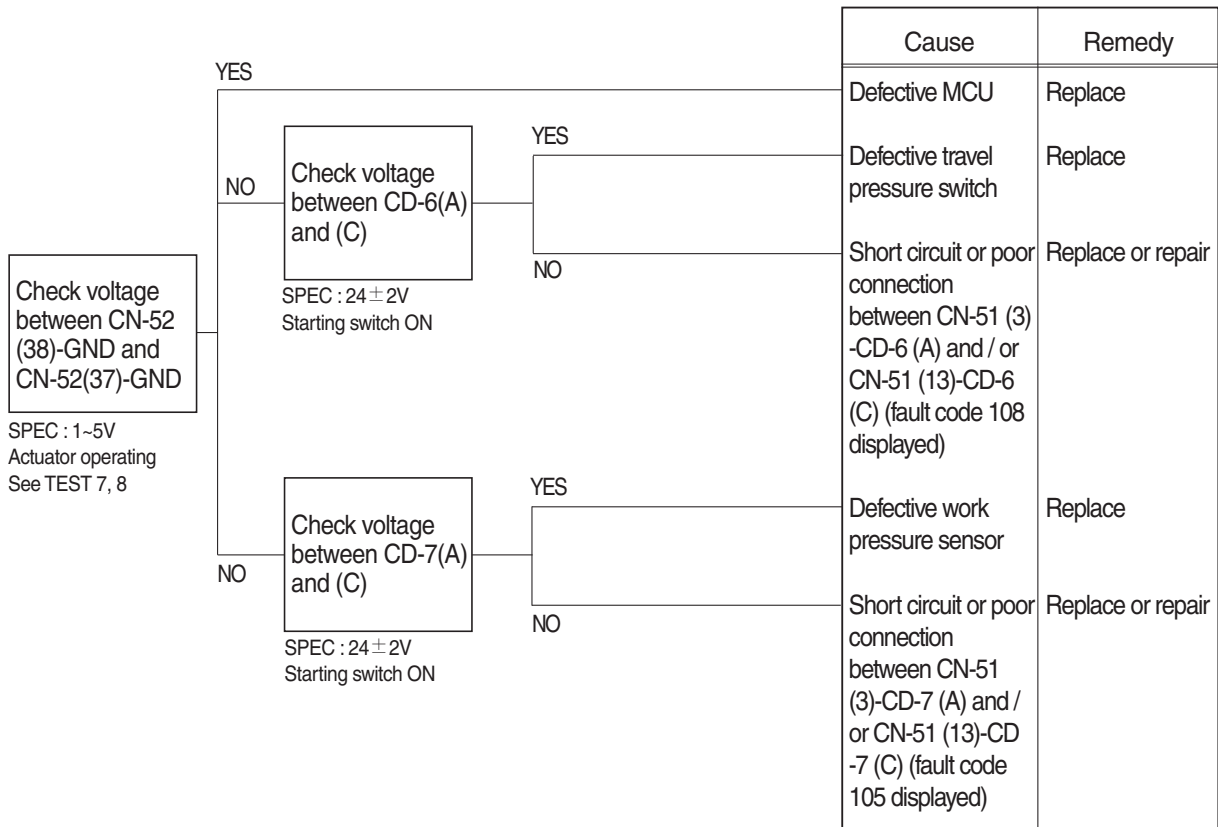 Cause
Remedy
YES
Defective MCU
Replace
NO
Check voltage
between CD-6(A)
and (C)
SPEC : 24±2V
Starting switch ON
YES
Defective travel
pressure switch
Replace
NO
Short circuit or poor
connection
between CN-51 (3)
-CD-6 (A) and / or
CN-51 (13)-CD-6
(C) (fault code 108
displayed)
Replace or repair
Check voltage
between CN-52
(38)-GND and
CN-52(37)-GND
SPEC : 1~5V
Actuator operating
See TEST 7, 8
NO
Check voltage
between CD-7(A)
and (C)
SPEC : 24±2V
Starting switch ON
YES
Defective work
pressure sensor
Replace
NO
Short circuit or poor
connection
between CN-51
(3)-CD-7 (A) and /
or CN-51 (13)-CD
-7 (C) (fault code
105 displayed)
Replace or repair